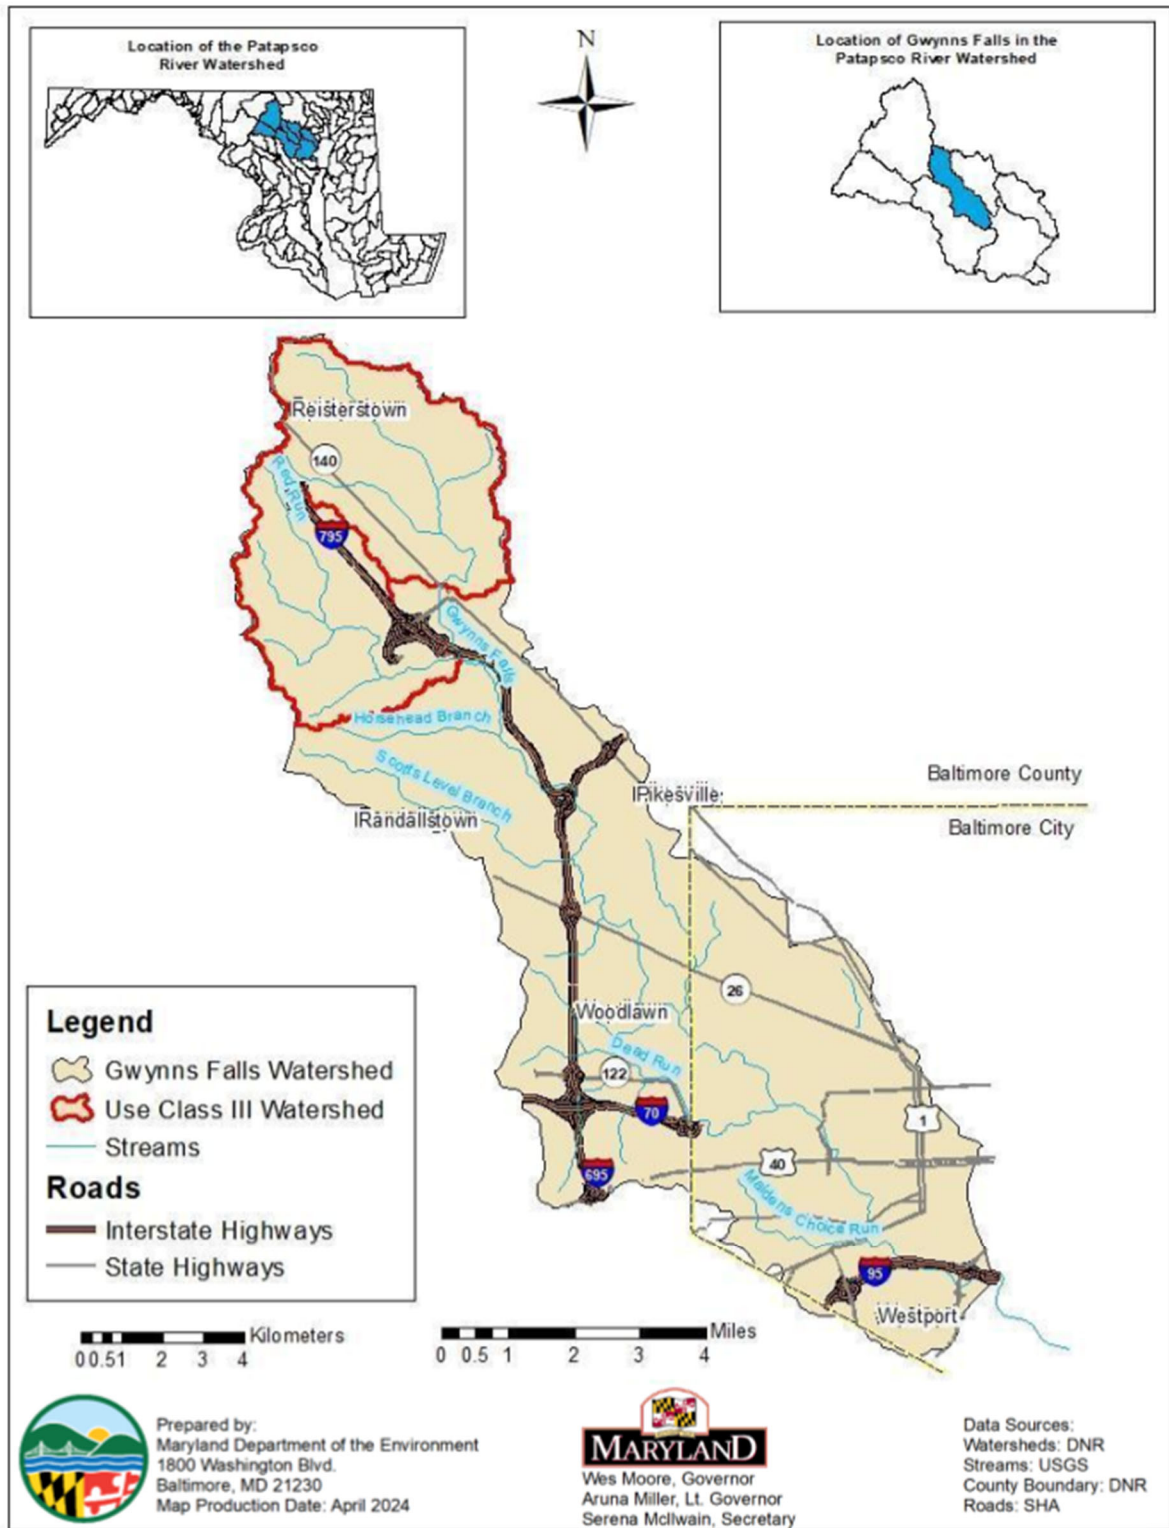 Location of the Patapsco
River Watershed
N
Location of Gwynns Falls in the
Patapsco River Watershed
Reisterstown
140
Red Run
795
Gwynns Falls
Horsehead Branch
Scotts Level Branch
Randallstown
Pikesville
Baltimore County
Baltimore City
26
Woodlawn
Dead Run
122
70
1
40
695
Maidens Choice Run
95
Westport
Legend
Gwynns Falls Watershed
Use Class III Watershed
Streams
Roads
Interstate Highways
State Highways
Kilometers
0 0.5 1 2 3 4
Miles
0 0.5 1 2 3 4
Prepared by:
Maryland Department of the Environment
1800 Washington Blvd.
Baltimore, MD 21230
Map Production Date: April 2024
MARYLAND
Wes Moore, Governor
Aruna Miller, Lt. Governor
Serena McIlwain, Secretary
Data Sources:
Watersheds: DNR
Streams: USGS
County Boundary: DNR
Roads: SHA